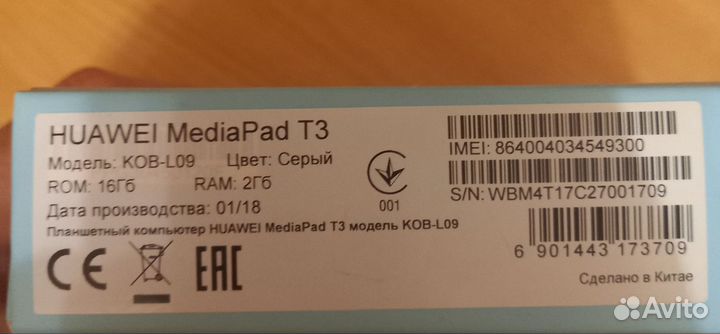 HUAWEI MediaPad T3
Модель: KOB-L09 Цвет: Серый
ROM: 16Гб RAM: 2Гб
Дата производства: 01/18
Планшетный компьютер HUAWEI MediaPad T3 модель KOB-L09
001
CE EAC
IMEI: 864004034549300
S/N: WBM4T17C27001709
6 901443 173709
Сделано в Китае
Avito